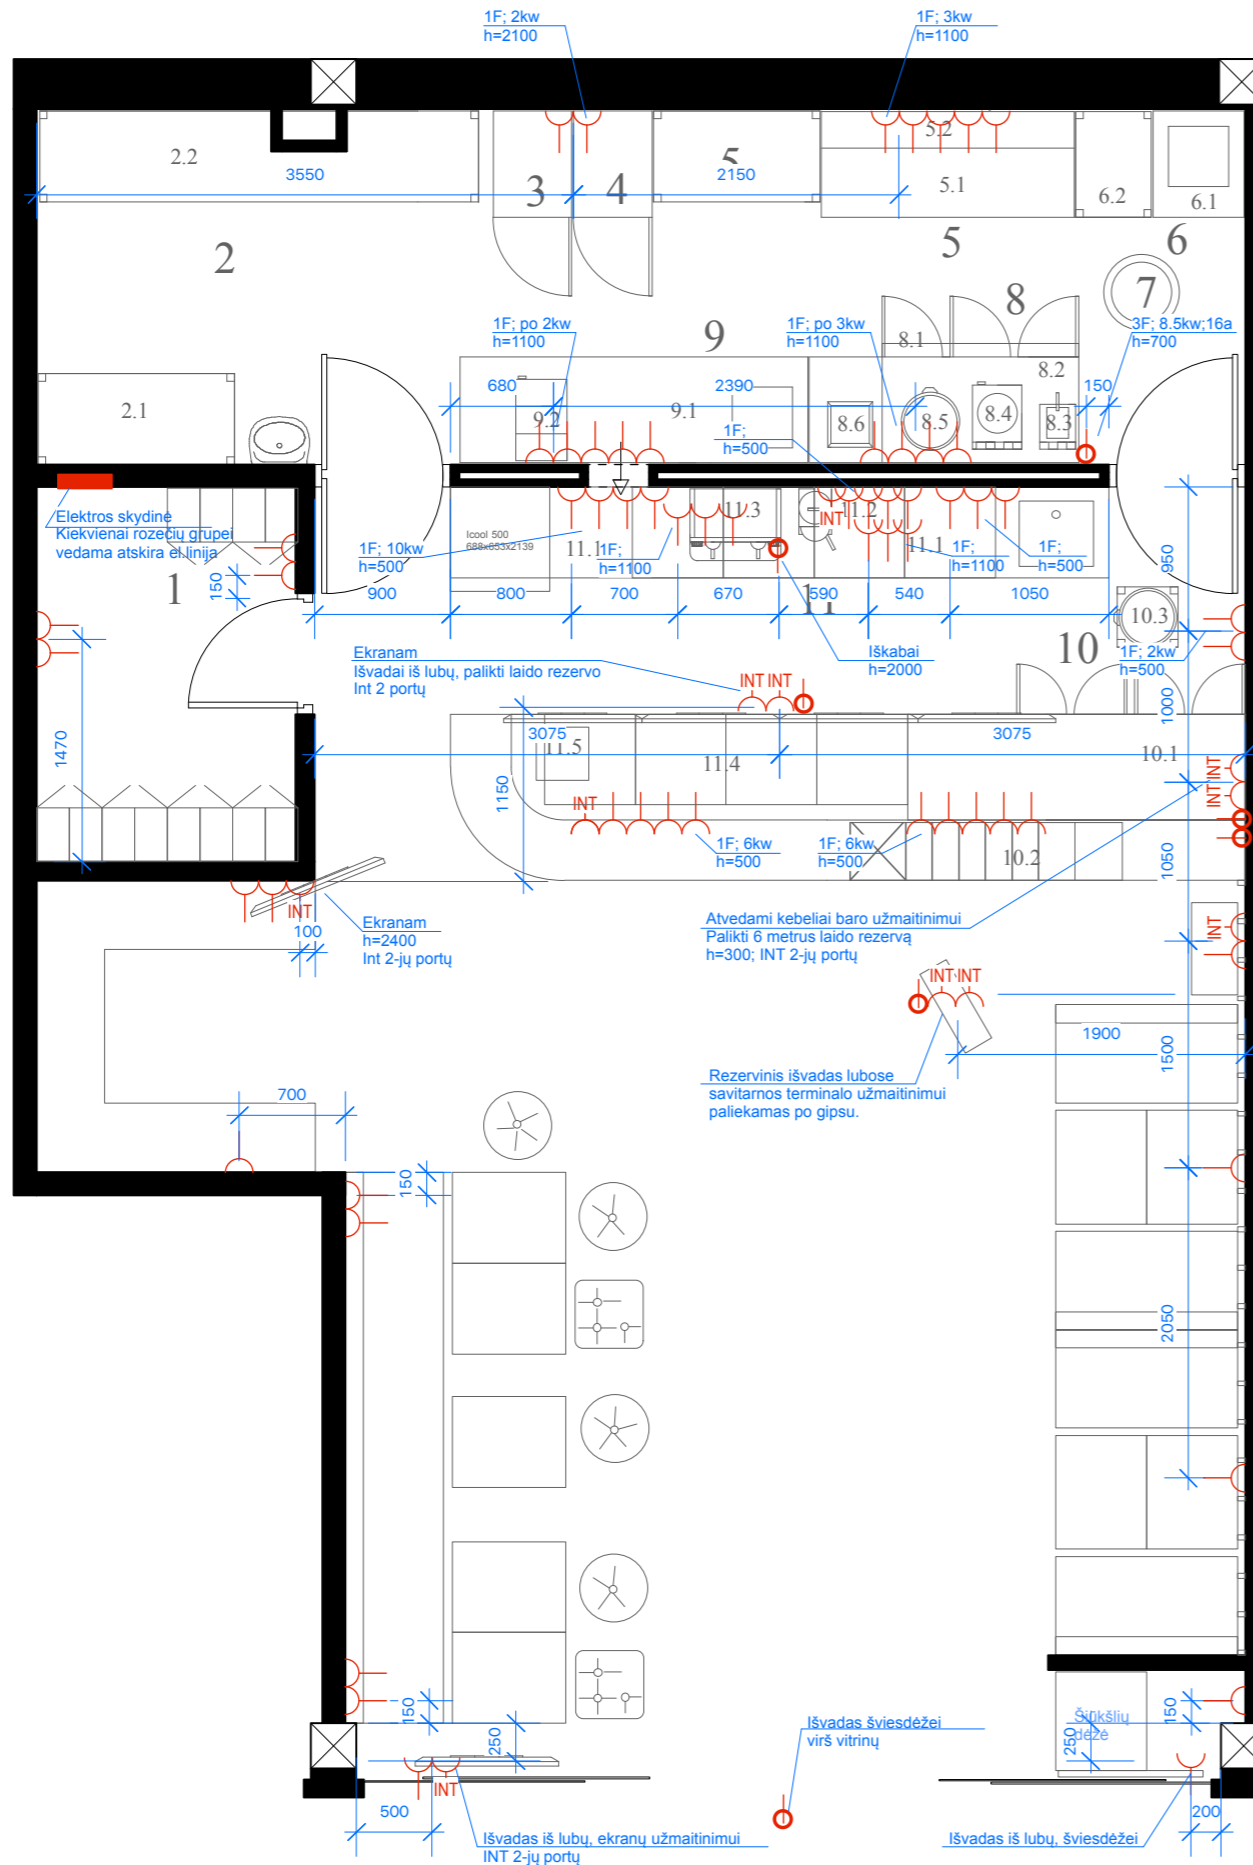 1F; 2kw
h=2100
1F; 3kw
h=1100
2.2
3550
3
4
5
2150
5.2
5.1
6.2
6.1
2
5
6
7
8
9
1F; po 2kw
h=1100
1F; po 3kw
h=1100
3F; 8.5kw;16a
h=700
8.1
8.2
680
2390
150
2.1
9.2
9.1
8.6
8.5
8.4
8.3
1F;
h=500
Elektros skydinė
Kiekvienai rozečių grupei
vedama atskira el.linija
Icool 500
688x653x2139
11.1
11.3
INT
11.2
11.1
1F; 10kw
h=500
1F;
h=1100
1F;
h=1100
1F;
h=500
150
1
950
900
800
700
670
590
540
1050
11
10
10.3
Ekranam
Išvadai iš lubų, palikti laido rezervo
Int 2 portų
Iškabai
h=2000
1F; 2kw
h=500
INT INT
1000
1470
3075
3075
11.5
11.4
10.1
1150
INT
INT
INT
1F; 6kw
h=500
1F; 6kw
h=500
10.2
1050
INT
100
Ekranam
h=2400
Int 2-jų portų
Atvedami kebeliai baro užmaitinimui
Palikti 6 metrus laido rezervą
h=300; INT 2-jų portų
INT
INT INT
1900
1500
Rezervinis išvadas lubose
savitarnos terminalo užmaitinimui
paliekamas po gipsu.
700
150
2050
150
250
Išvadas šviesdėžei
virš vitrinų
Šiūkšlių
dėžė
150
250
INT
500
200
Išvadas iš lubų, ekranų užmaitinimui
INT 2-jų portų
Išvadas iš lubų, šviesdėžei